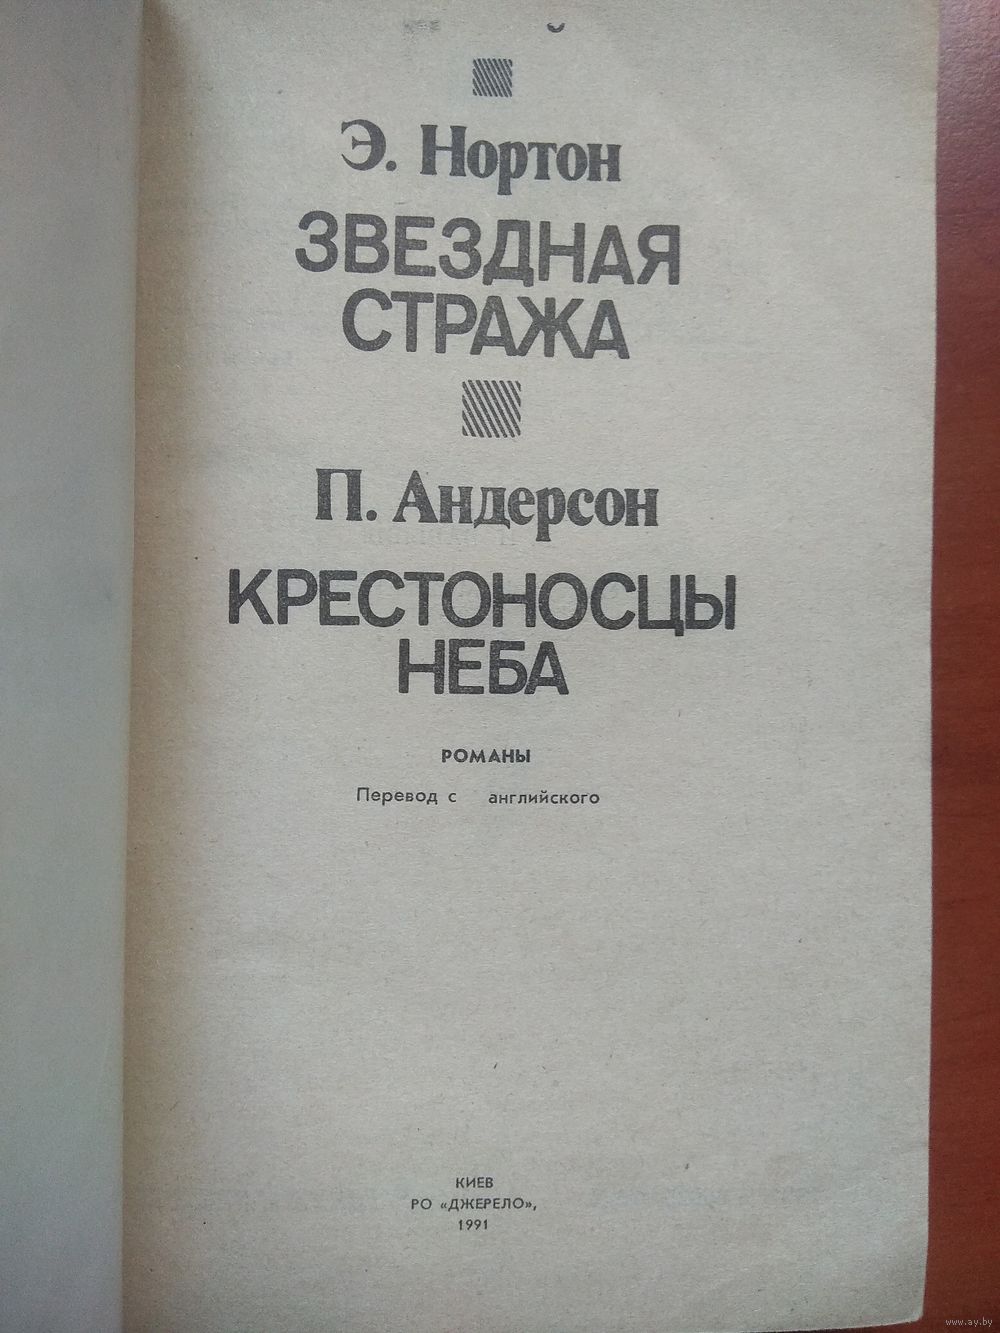 Э. Нортон
ЗВЕЗДНАЯ
СТРАЖА
П. Андерсон
КРЕСТОНОСЦЫ
НЕБА
РОМАНЫ
Перевод с английского
КИЕВ
РО «ДЖЕРЕЛО»,
1991
www.ay.by